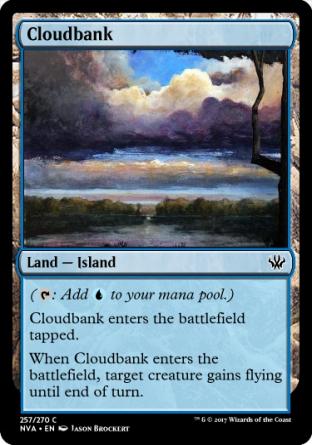 Cloudbank
Land — Island
( : Add to your mana pool.)
Cloudbank enters the battlefield
tapped.
When Cloudbank enters the
battlefield, target creature gains flying
until end of turn.
257/270 C
NVA • EN Jason Brockert
™ & © 2017 Wizards of the Coast